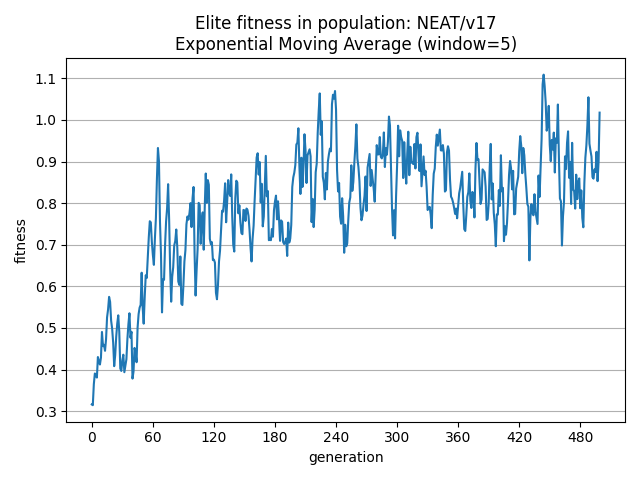 Elite fitness in population: NEAT/v17
Exponential Moving Average (window=5)
1.1
1.0
0.9
0.8
0.7
0.6
0.5
0.4
0.3
fitness
0 60 120 180 240 300 360 420 480
generation